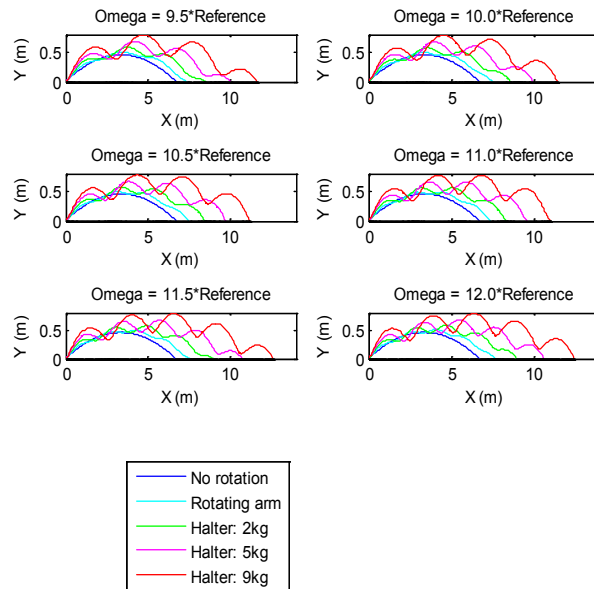 Omega = 9.5*Reference
Y (m)
0.5
0
0
5
10
X (m)
Omega = 10.0*Reference
Y (m)
0.5
0
0
5
10
X (m)
Omega = 10.5*Reference
Y (m)
0.5
0
0
5
10
X (m)
Omega = 11.0*Reference
Y (m)
0.5
0
0
5
10
X (m)
Omega = 11.5*Reference
Y (m)
0.5
0
0
5
10
X (m)
Omega = 12.0*Reference
Y (m)
0.5
0
0
5
10
X (m)
No rotation
Rotating arm
Halter: 2kg
Halter: 5kg
Halter: 9kg